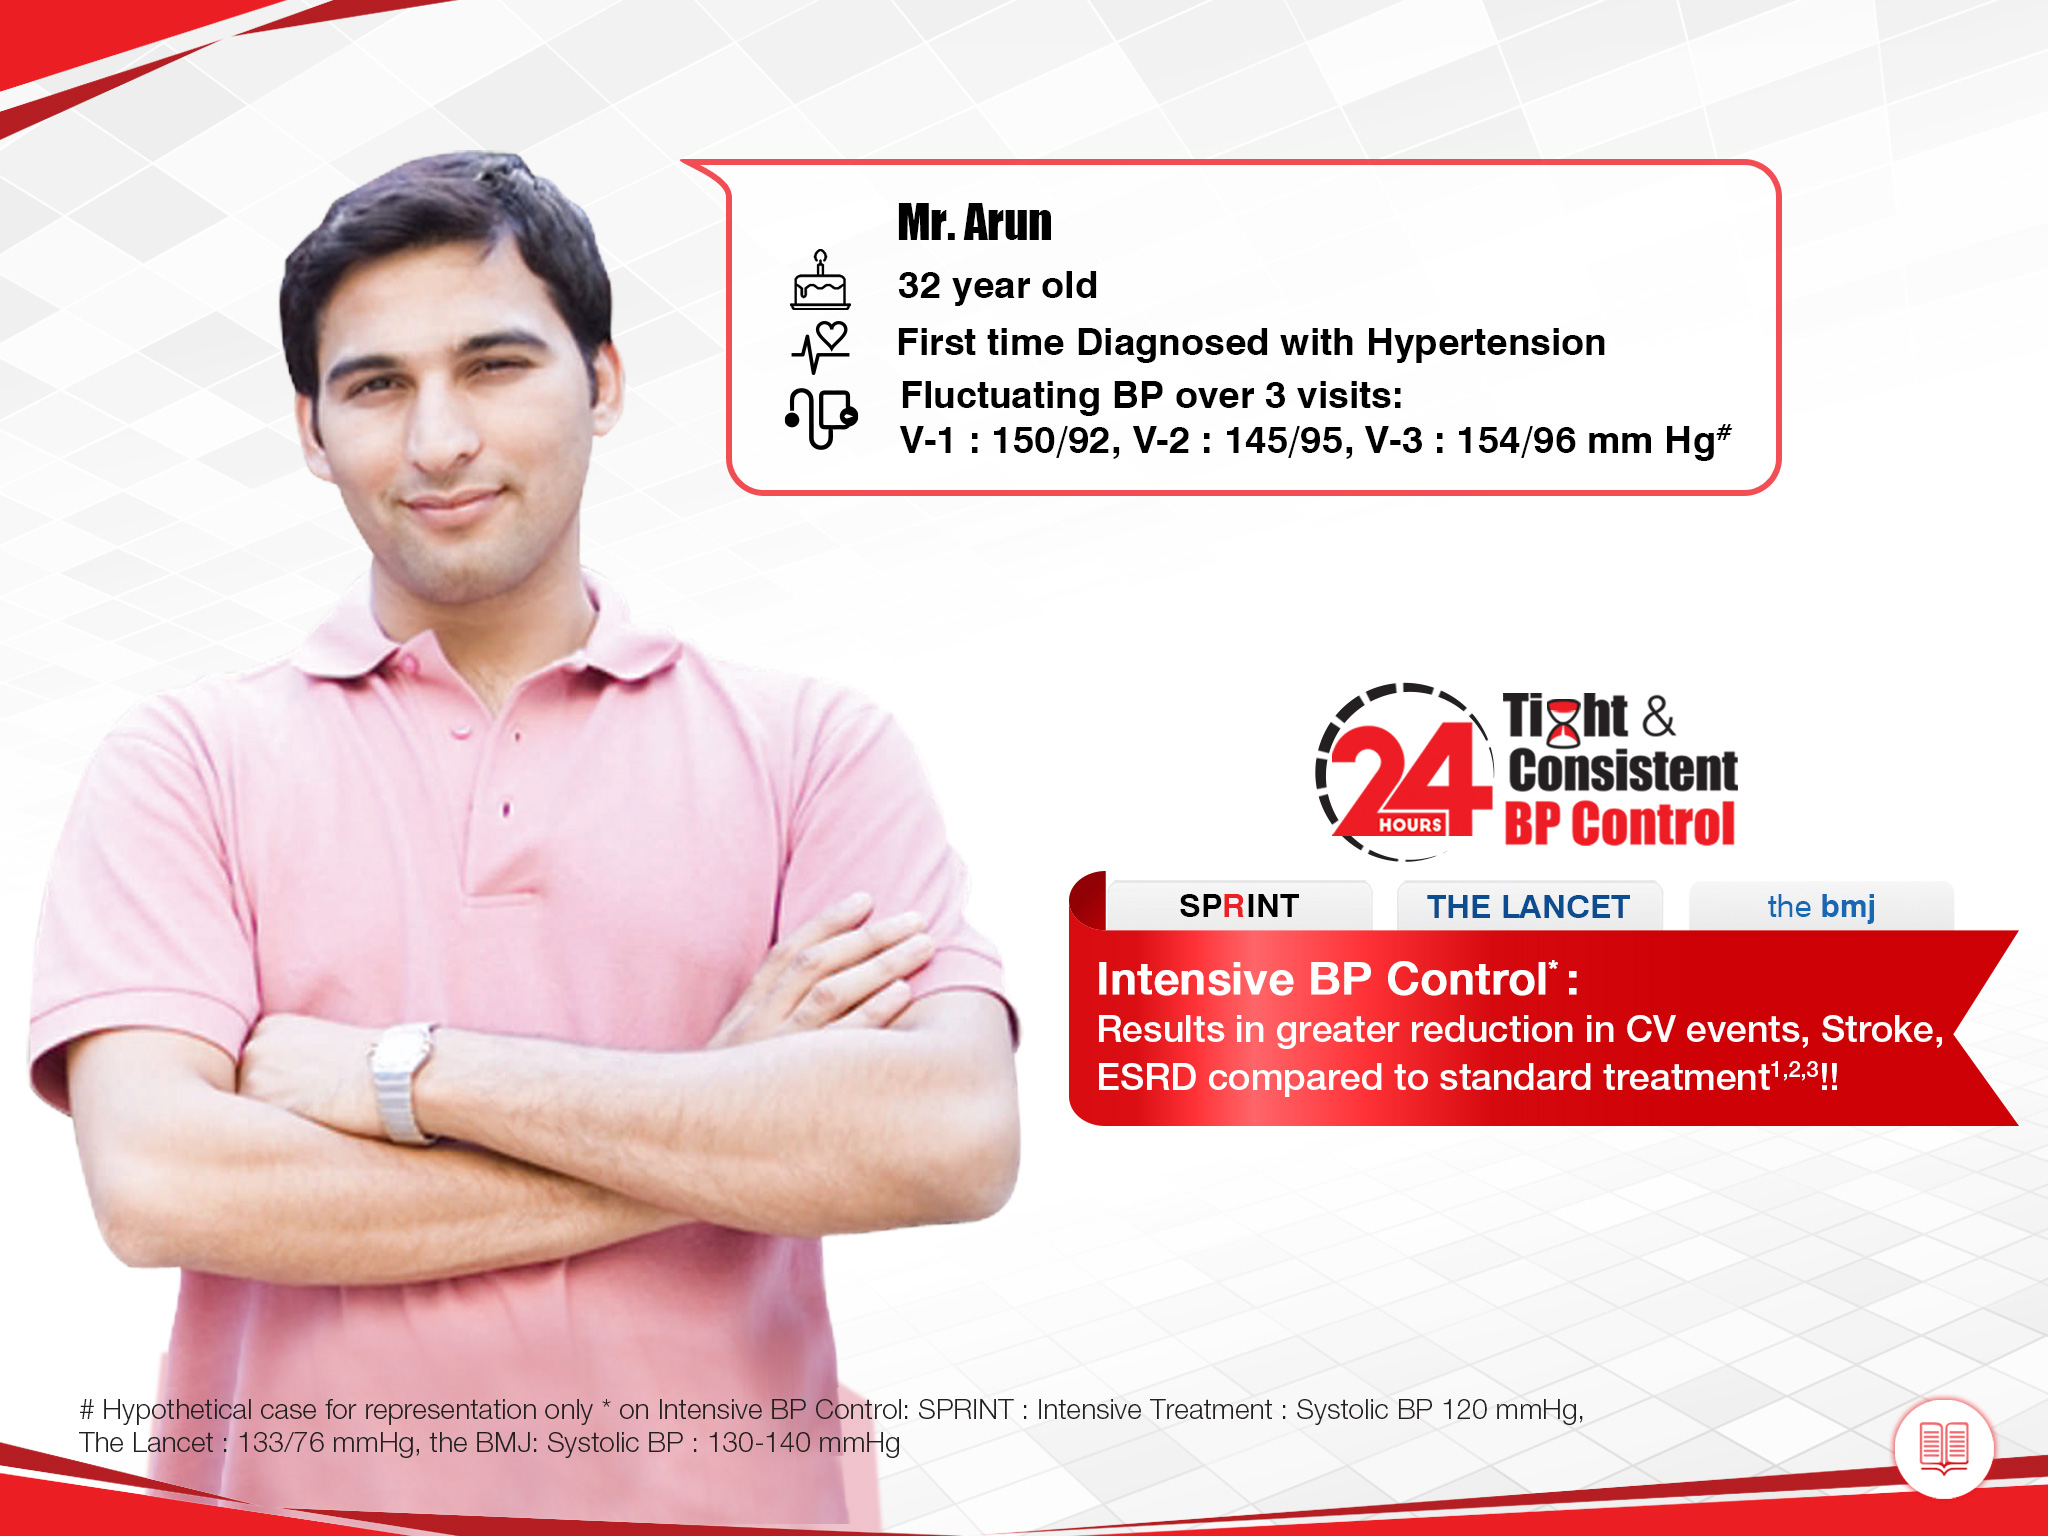 Mr. Arun
32 year old
First time Diagnosed with Hypertension
Fluctuating BP over 3 visits:
V-1 : 150/92, V-2 : 145/95, V-3 : 154/96 mm Hg#
24
HOURS
Tight &
Consistent
BP Control
SPRINT
THE LANCET
the bmj
Intensive BP Control* :
Results in greater reduction in CV events, Stroke,
ESRD compared to standard treatment1,2,3!!
# Hypothetical case for representation only * on Intensive BP Control: SPRINT : Intensive Treatment : Systolic BP 120 mmHg,
The Lancet : 133/76 mmHg, the BMJ: Systolic BP : 130-140 mmHg